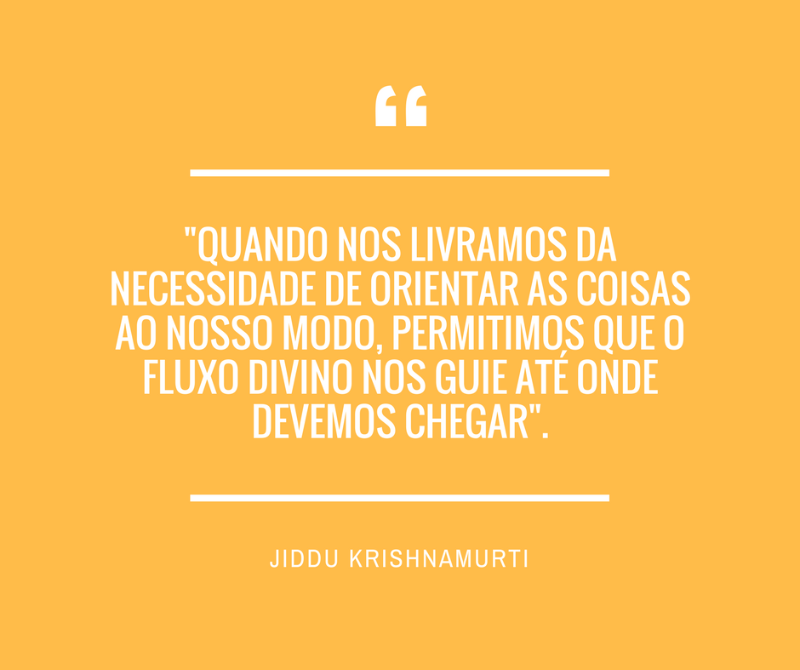 “
"QUANDO NOS LIVRAMOS DA
NECESSIDADE DE ORIENTAR AS COISAS
AO NOSSO MODO, PERMITIMOS QUE O
FLUXO DIVINO NOS GUIE ATÉ ONDE
DEVEMOS CHEGAR".
JIDDU KRISHNAMURTI